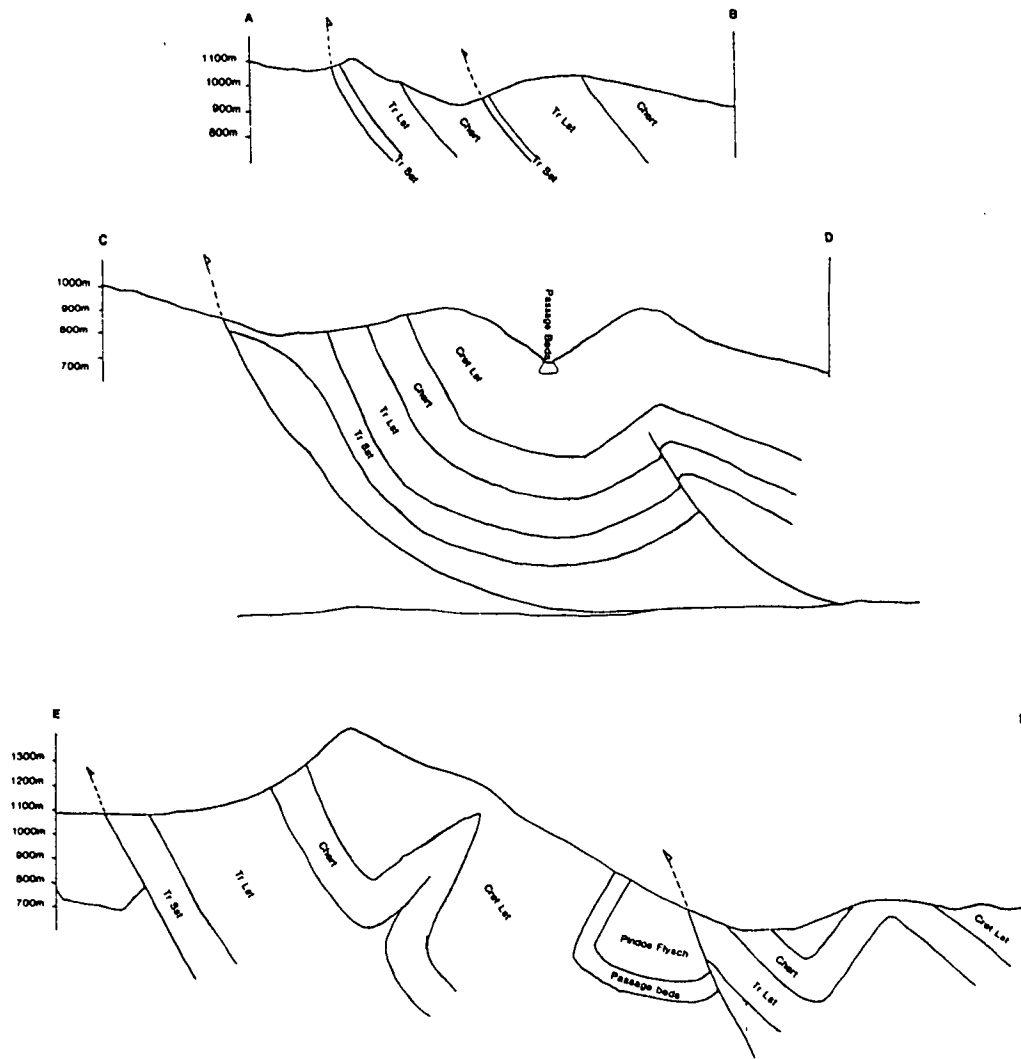 A
B
1100m
1000m
900m
800m
Tr Lst
Chert
Tr Lst
Chert
Tr Sst
Tr Sst
C
D
1000m
900m
800m
700m
Passage Beds
Cret Lst
Chert
Tr Lst
Tr Sst
E
1300m
1200m
1100m
1000m
900m
800m
700m
Chert
Tr Lst
Tr Sst
Cret Lst
Pindos Flysch
Passage beds
Chert
Tr Lst
Cret Lst